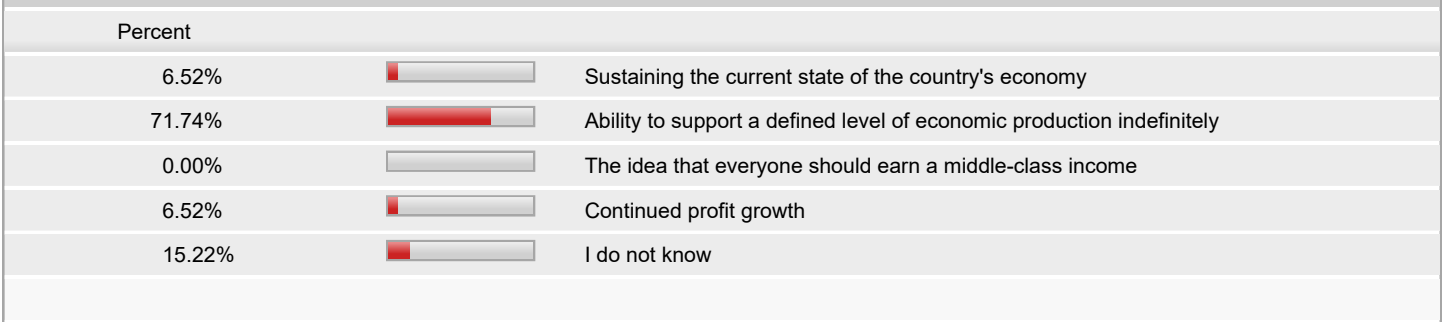 Percent
6.52% Sustaining the current state of the country's economy
71.74% Ability to support a defined level of economic production indefinitely
0.00% The idea that everyone should earn a middle-class income
6.52% Continued profit growth
15.22% I do not know